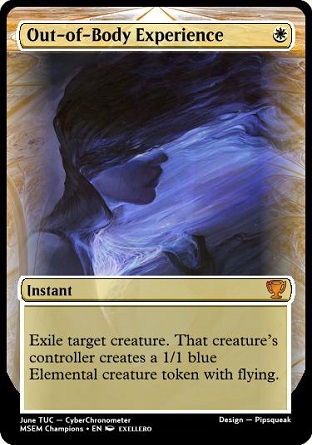 Out-of-Body Experience
Instant
Exile target creature. That creature's
controller creates a 1/1 blue
Elemental creature token with flying.
June TUC — CyberChronometer
Design — Pipsqueak
MSEM Champions • EN EXELLERO